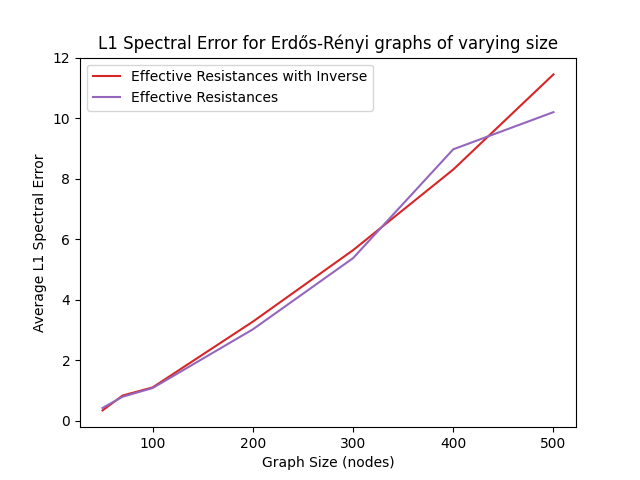 L1 Spectral Error for Erdős-Rényi graphs of varying size
Effective Resistances with Inverse
Effective Resistances
Average L1 Spectral Error
12
10
8
6
4
2
0
100 200 300 400 500
Graph Size (nodes)